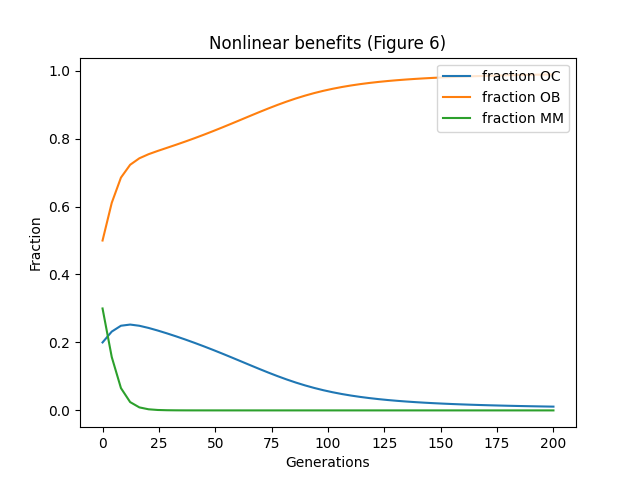 Nonlinear benefits (Figure 6)
fraction OC
fraction OB
fraction MM
Fraction
1.0
0.8
0.6
0.4
0.2
0.0
0 25 50 75 100 125 150 175 200
Generations